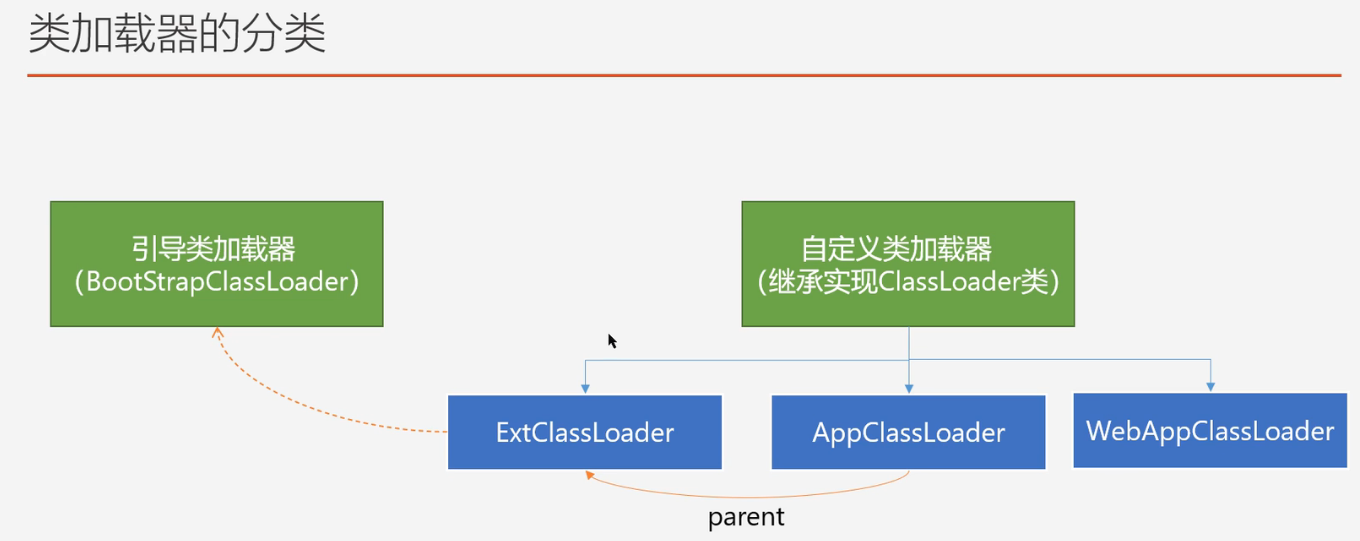 类加载器的分类
引导类加载器
（BootStrapClassLoader）
自定义类加载器
（继承实现ClassLoader类）
ExtClassLoader
AppClassLoader
WebAppClassLoader
parent